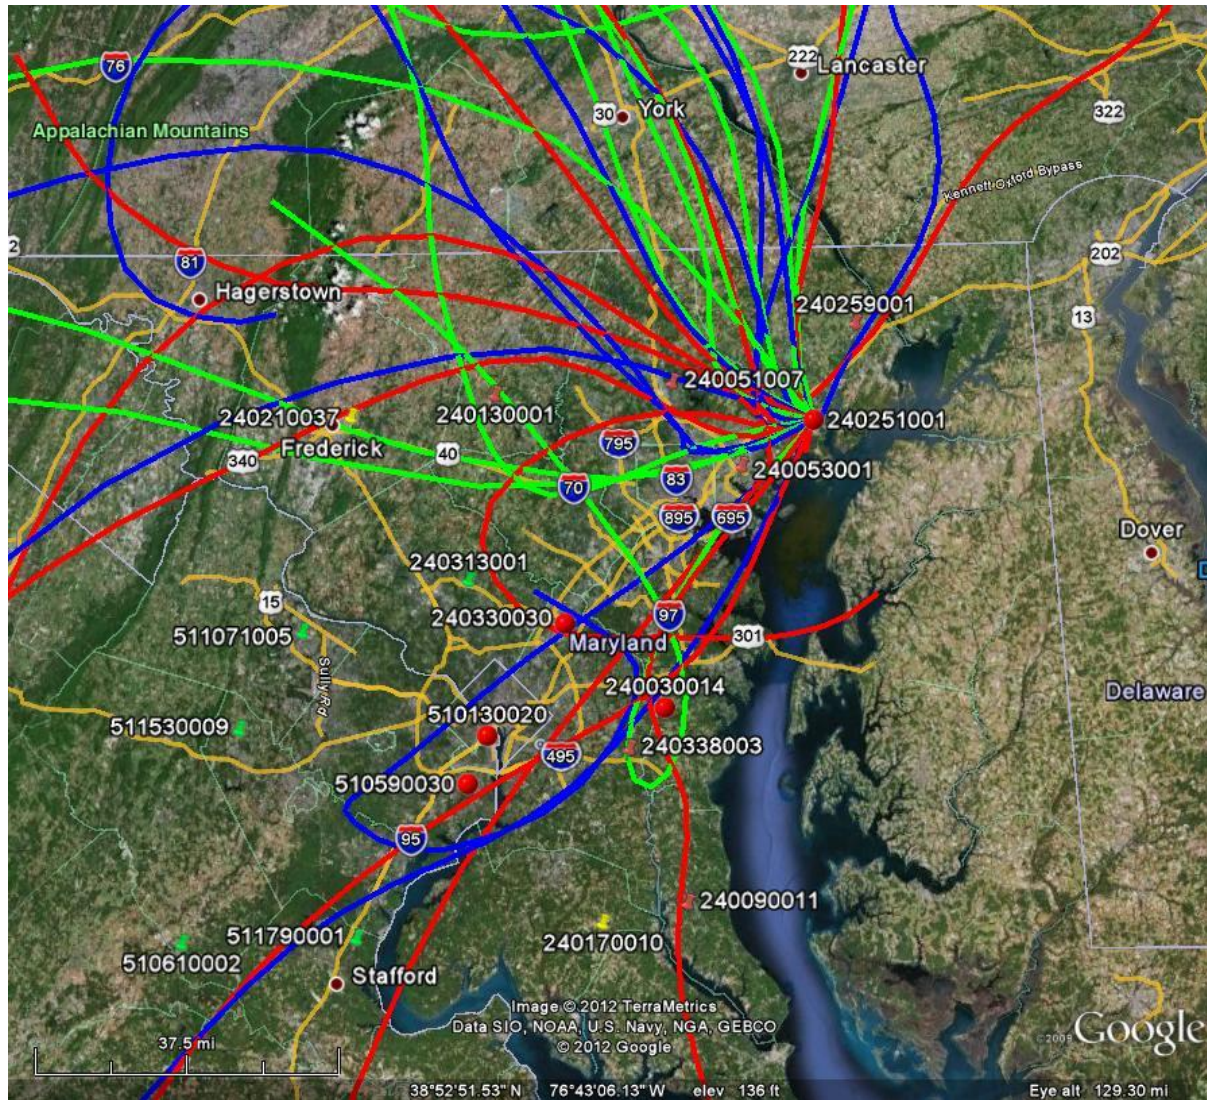 222
Lancaster
76
30
York
322
Appalachian Mountains
Kennett Oxford Bypass
2
81
202
Hagerstown
240259001
13
240051007
240210037
240130001
240251001
Frederick
795
340
40
240053001
70
83
895
695
Dover
240313001
15
240330030
97
511071005
Maryland
301
Sully Rd
240030014
Delaware
510130020
511530009
240338003
495
510590030
95
240090011
511790001
240170010
510610002
Stafford
Image © 2012 TerraMetrics
Data SIO, NOAA, U.S. Navy, NGA, GEBCO
© 2012 Google
©2009 Google
37.5 mi
38°52'51.53" N 76°43'06.13" W elev 136 ft
Eye alt 129.30 mi